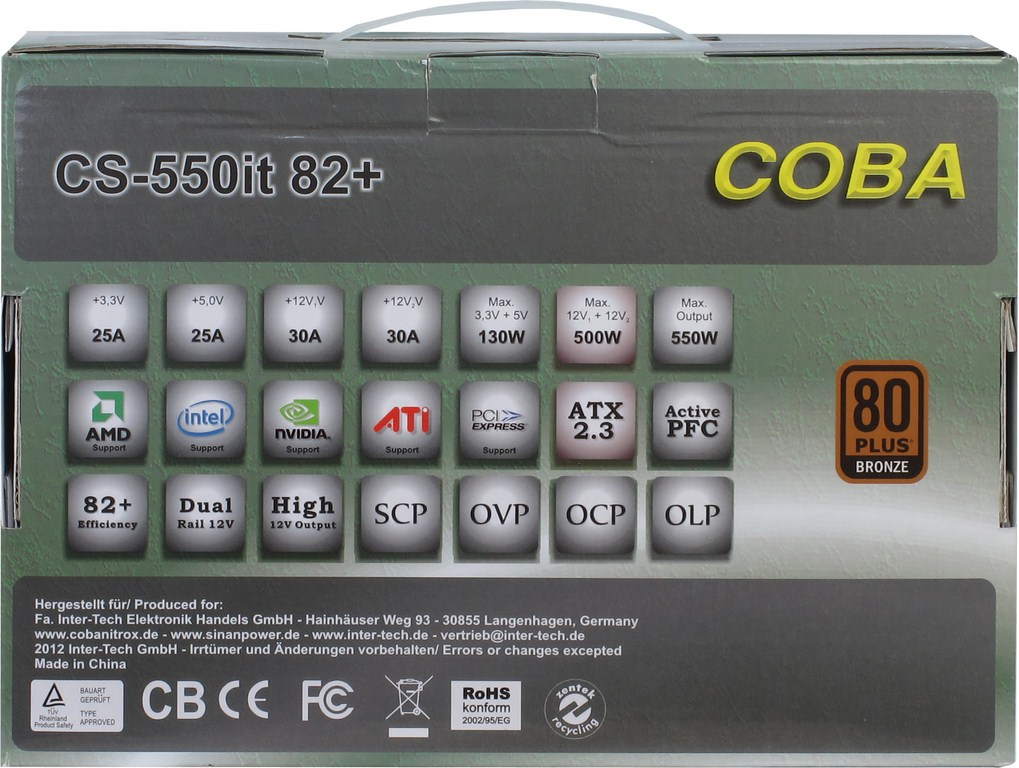 CS-550it 82+
COBA
+3,3V
25A
+5,0V
25A
+12V₁V
30A
+12V₂V
30A
Max.
3,3V + 5V
130W
Max.
12V₁ + 12V₂
500W
Max.
Output
550W
AMD
Support
intel
Support
NVIDIA.
Support
ATi
Support
PCI
EXPRESS
Support
ATX
2.3
Active
PFC
80
PLUS
BRONZE
82+
Efficiency
Dual
Rail 12V
High
12V Output
SCP
OVP
OCP
OLP
Hergestellt für/ Produced for:
Fa. Inter-Tech Elektronik Handels GmbH - Hainhäuser Weg 93 - 30855 Langenhagen, Germany
www.cobanitrox.de - www.sinanpower.de - www.inter-tech.de - vertrieb@inter-tech.de
2012 Inter-Tech GmbH - Irrtümer und Änderungen vorbehalten/ Errors or changes excepted
Made in China
TÜV
Rheinland
Product Safety
BAUART
GEPRÜFT
TYPE
APPROVED
CB CE FC
RoHS
konform
2002/95/EG
zentek
recycling